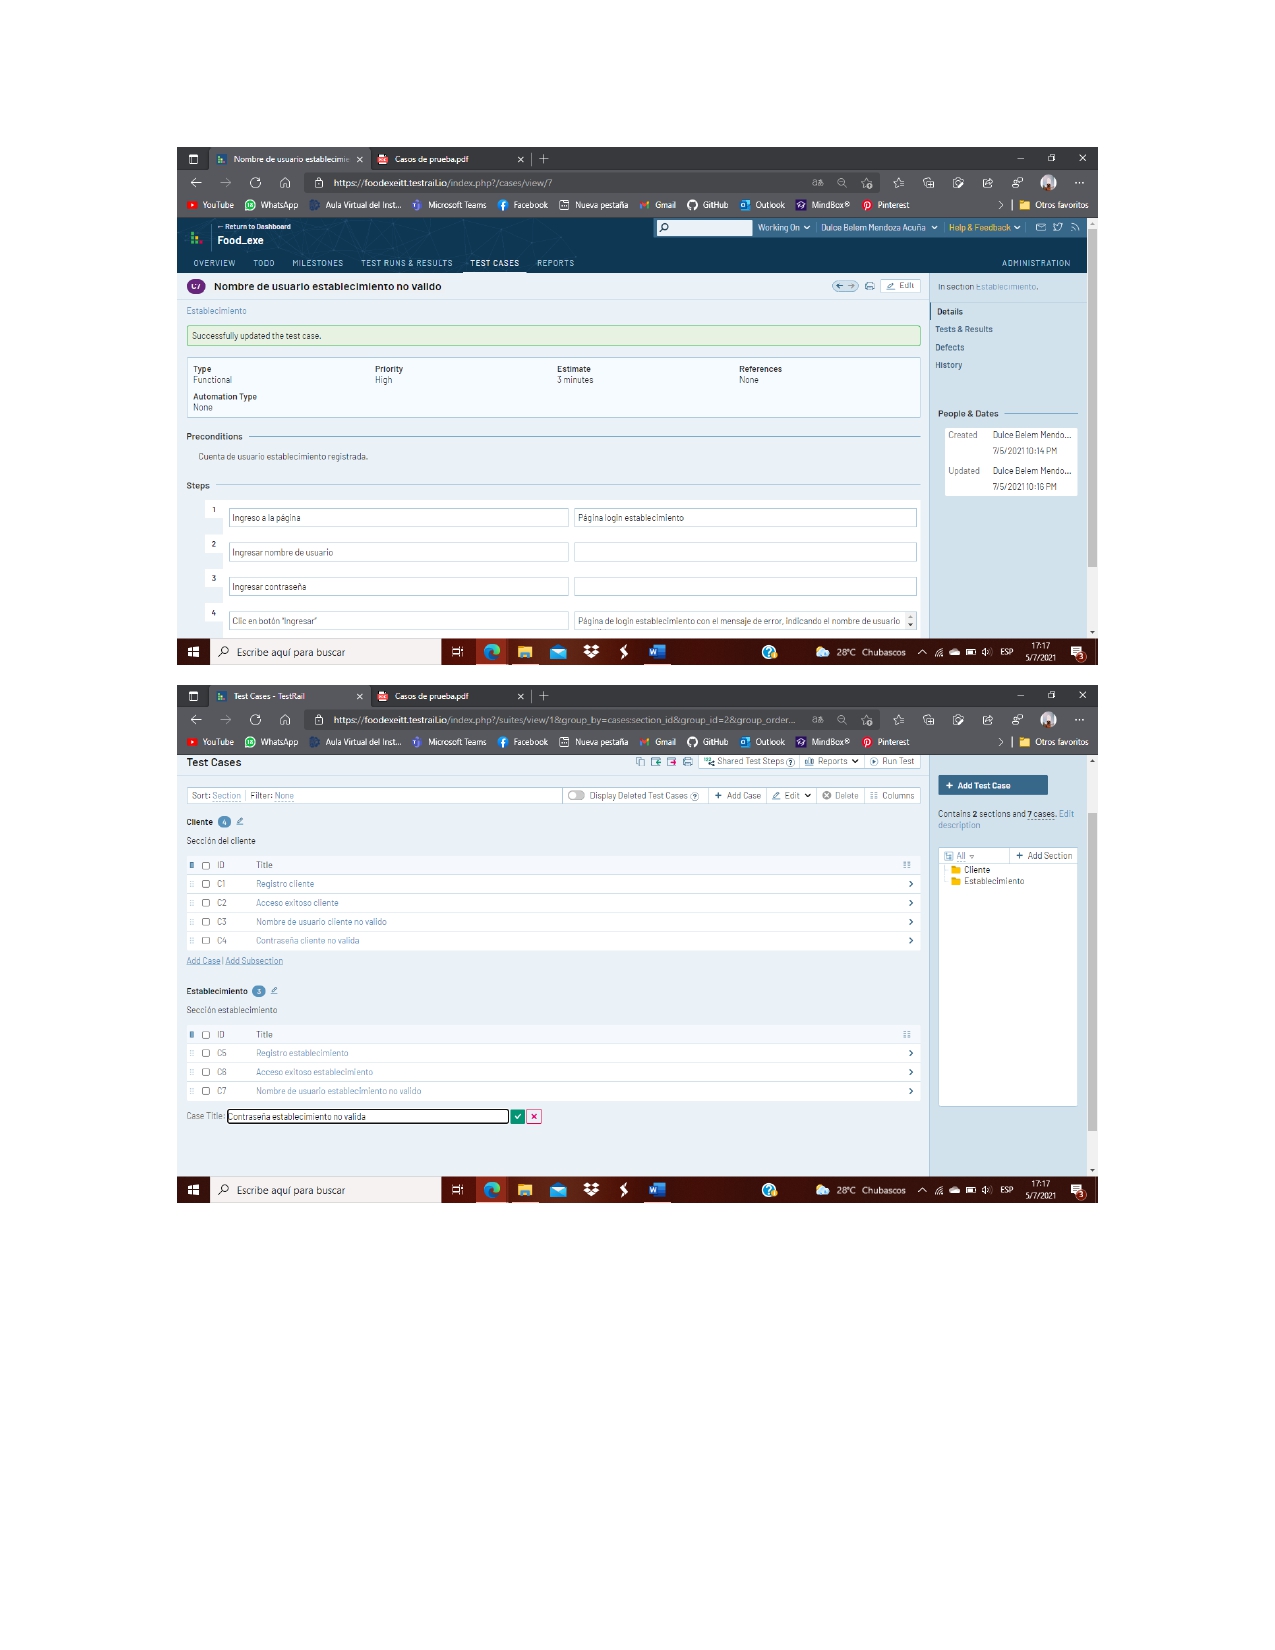 Nombre de usuario establecimie
Casos de prueba.pdf
https://foodexeitt.testrail.io/index.php?/cases/view/7
YouTube WhatsApp Aula Virtual del Inst... Microsoft Teams Facebook Nueva pestaña Gmail GitHub Outlook MindBox® Pinterest Otros favoritos
← Return to Dashboard
Food_exe
Working On Dulce Belem Mendoza Acuña Help & Feedback
OVERVIEW TODO MILESTONES TEST RUNS & RESULTS TEST CASES REPORTS ADMINISTRATION
C7 Nombre de usuario establecimiento no valido Edit
In section Establecimiento.
Establecimiento
Details
Tests & Results
Defects
History
Successfully updated the test case.
Type Priority Estimate References
Functional High 3 minutes None
Automation Type
None
People & Dates
Created Dulce Belem Mendo...
7/5/2021 10:14 PM
Updated Dulce Belem Mendo...
7/5/2021 10:16 PM
Preconditions
Cuenta de usuario establecimiento registrada.
Steps
1 Ingreso a la página Página login establecimiento
2 Ingresar nombre de usuario
3 Ingresar contraseña
4 Clic en botón "Ingresar" Página de login establecimiento con el mensaje de error, indicando el nombre de usuario
Escribe aquí para buscar 28°C Chubascos ESP 17:17
5/7/2021 3
Test Cases - TestRail
Casos de prueba.pdf
https://foodexeitt.testrail.io/index.php?/suites/view/1&group_by=cases:section_id&group_id=2&group_order...
YouTube WhatsApp Aula Virtual del Inst... Microsoft Teams Facebook Nueva pestaña Gmail GitHub Outlook MindBox® Pinterest Otros favoritos
Test Cases Shared Test Steps Reports Run Test
Sort: Section Filter: None Display Deleted Test Cases Add Case Edit Delete Columns
Add Test Case
Contains 2 sections and 7 cases. Edit
description
All Add Section
Cliente
Establecimiento
Cliente 4
Sección del cliente
ID Title
C1 Registro cliente
C2 Acceso exitoso cliente
C3 Nombre de usuario cliente no valido
C4 Contraseña cliente no valida
Add Case | Add Subsection
Establecimiento 3
Sección establecimiento
ID Title
C5 Registro establecimiento
C6 Acceso exitoso establecimiento
C7 Nombre de usuario establecimiento no valido
Case Title: Contraseña establecimiento no valida
Escribe aquí para buscar 28°C Chubascos ESP 17:17
5/7/2021 3